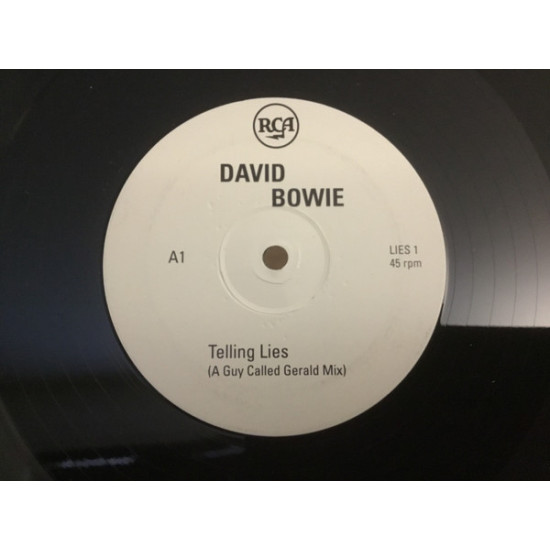 RCA
DAVID
BOWIE
A1
LIES 1
45 rpm
Telling Lies
(A Guy Called Gerald Mix)